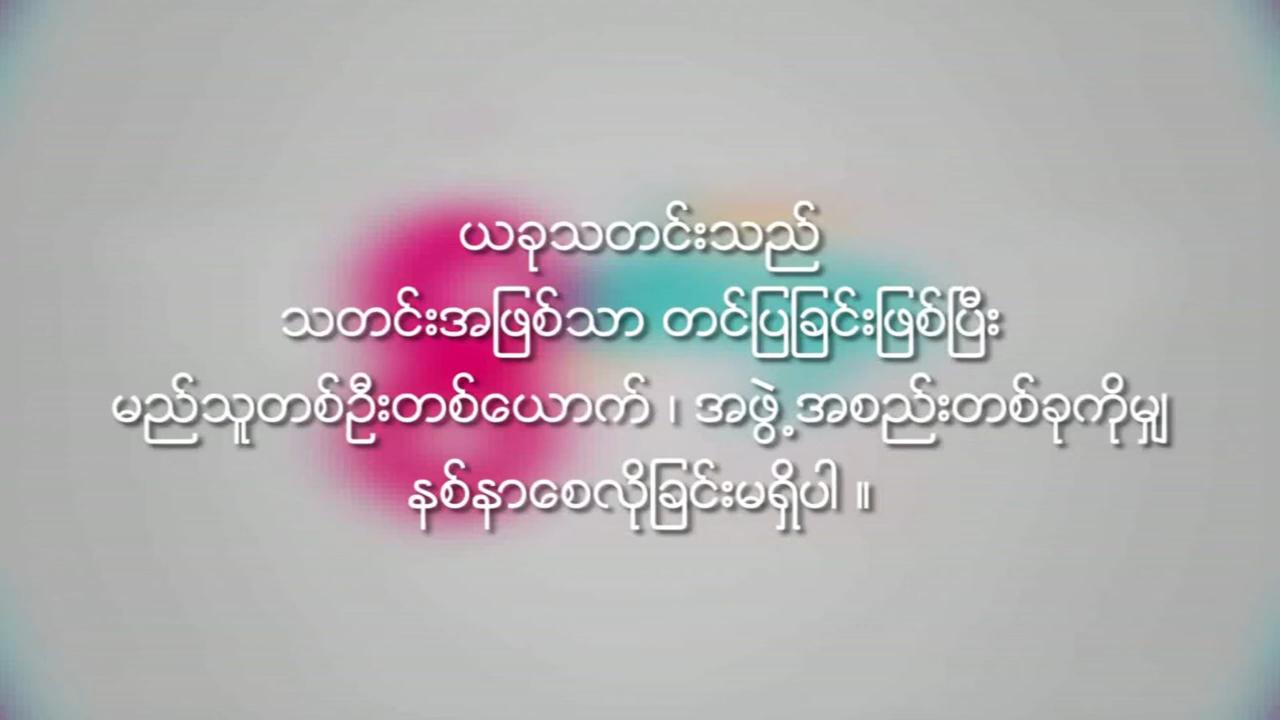 ယခုသတင်းသည်
သတင်းအဖြစ်သာ တင်ပြခြင်းဖြစ်ပြီး
မည်သူတစ်ဦးတစ်ယောက် ၊ အဖွဲ့အစည်းတစ်ခုကိုမျှ
နစ်နာစေလိုခြင်းမရှိပါ ။